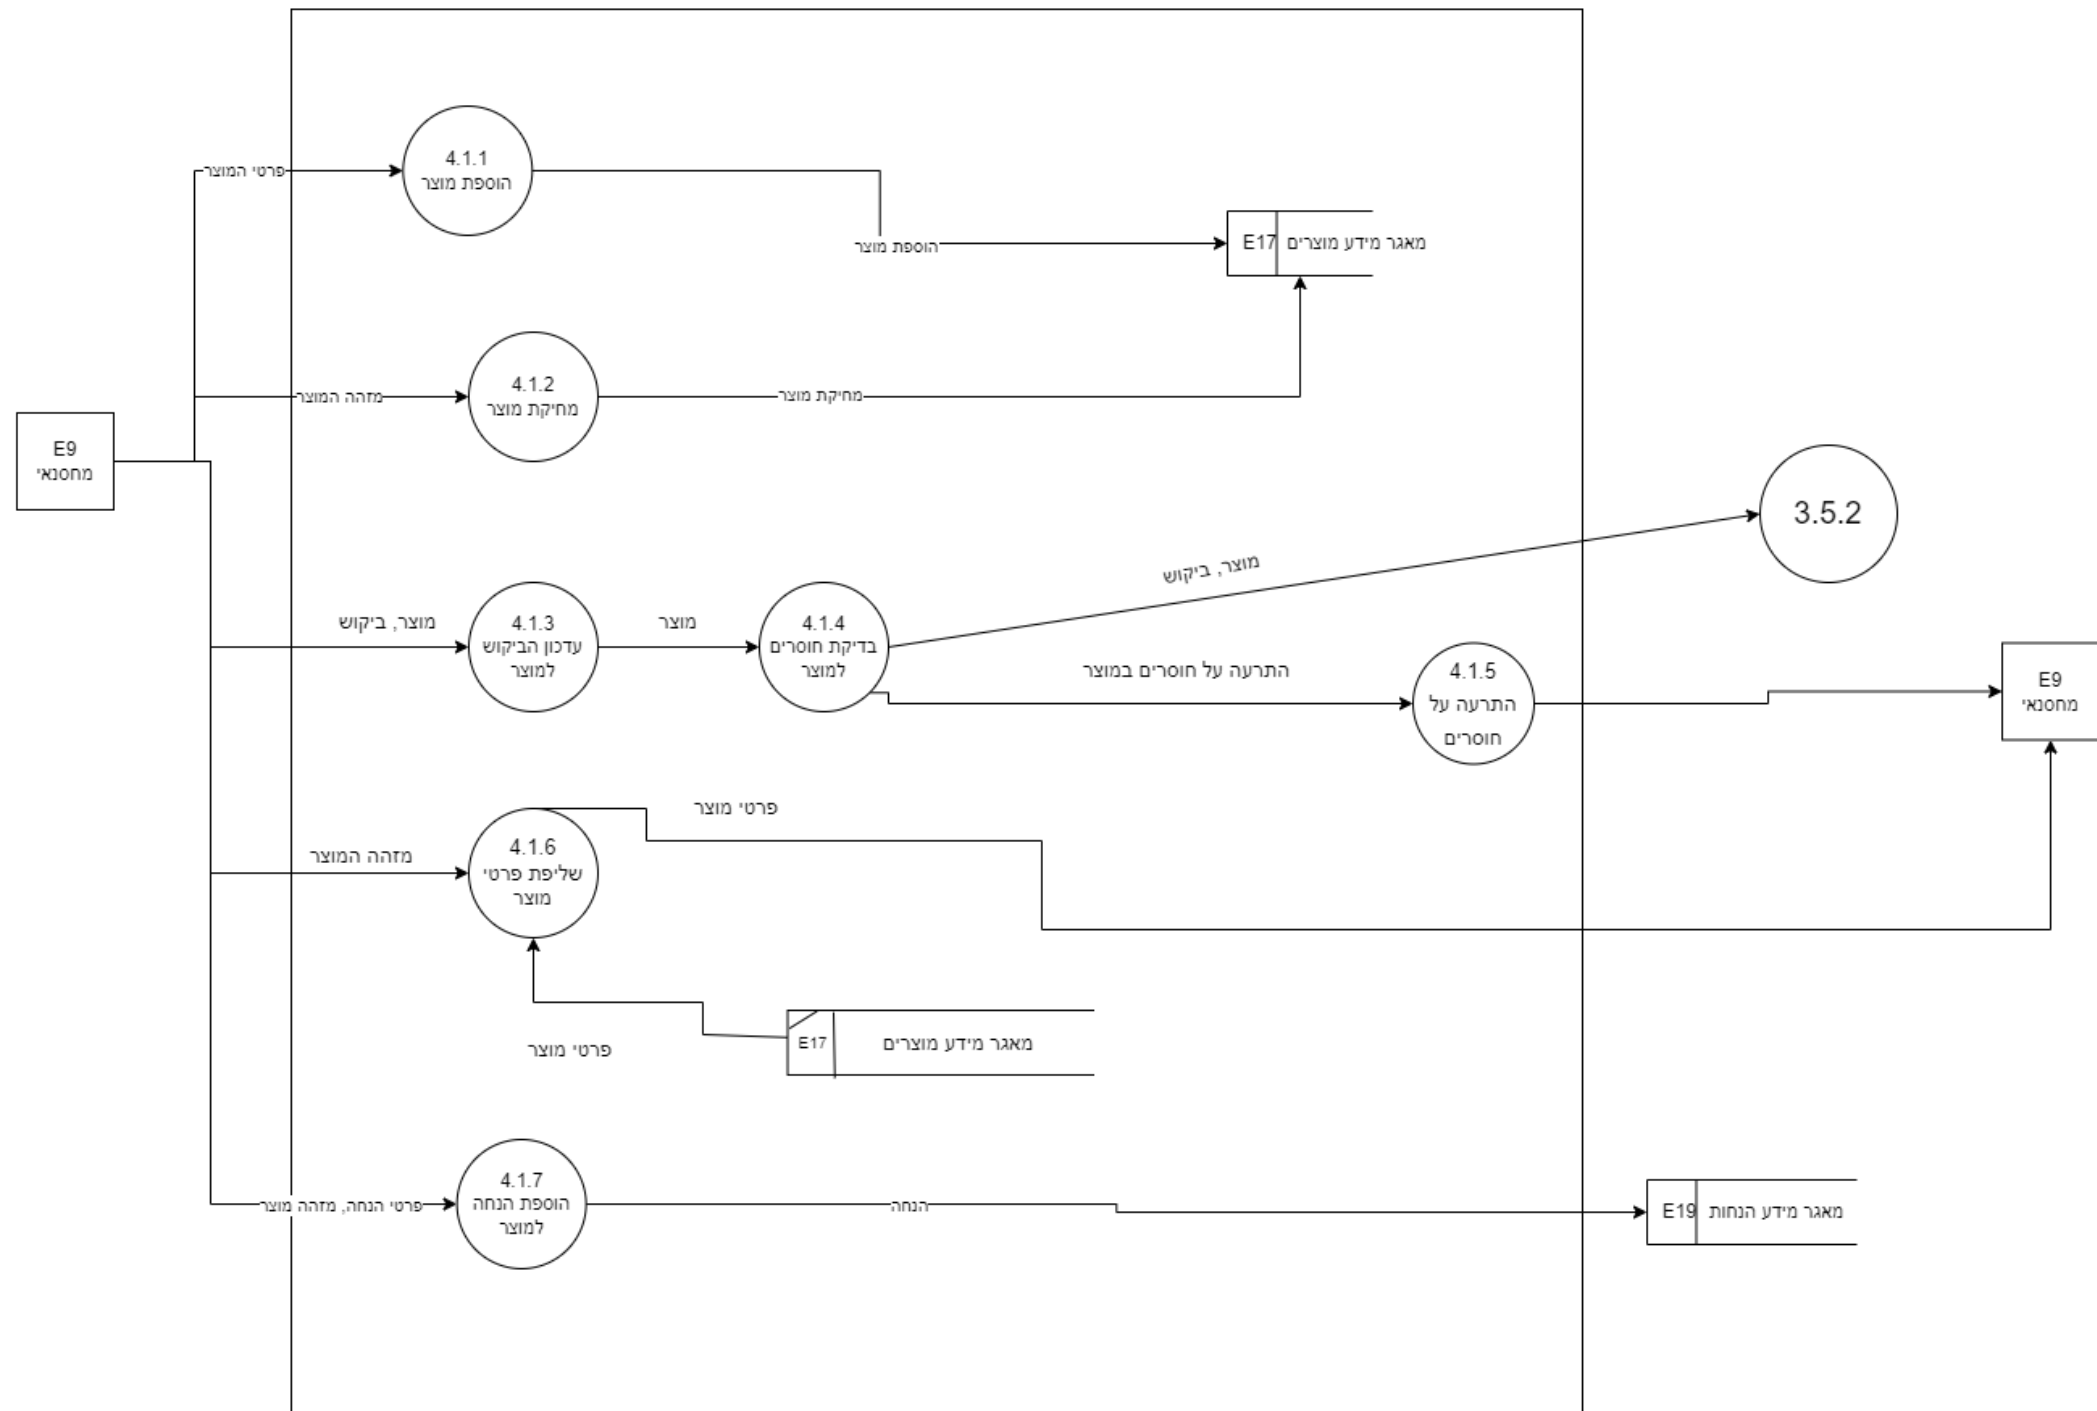 4.1.1
הוספת מוצר
פרטי המוצר
הוספת מוצר
E17
מאגר מידע מוצרים
4.1.2
מחיקת מוצר
מזהה המוצר
מחיקת מוצר
E9
מחסנאי
3.5.2
מוצר, ביקוש
מוצר, ביקוש
4.1.3
עדכון הביקוש
למוצר
מוצר
4.1.4
בדיקת חוסרים
למוצר
התרעה על חוסרים במוצר
4.1.5
התרעה על
חוסרים
E9
מחסנאי
פרטי מוצר
מזהה המוצר
4.1.6
שליפת פרטי
מוצר
פרטי מוצר
E17
מאגר מידע מוצרים
פרטי הנחה, מזהה מוצר
4.1.7
הוספת הנחה
למוצר
הנחה
E19
מאגר מידע הנחות